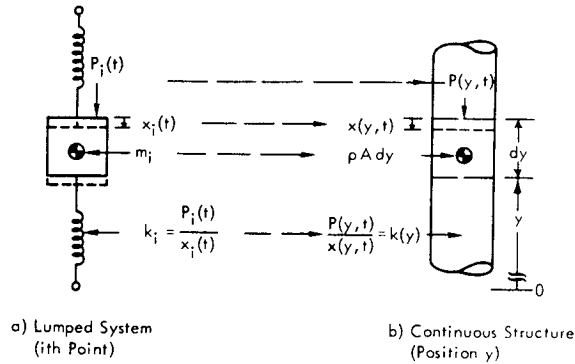 P_i(t)
P(y,t)
x_i(t)
x(y,t)
m_i
ρA dy
dy
k_i = P_i(t) / x_i(t)
P(y,t) / x(y,t) = k(y)
y
0
a) Lumped System
(ith Point)
b) Continuous Structure
(Position y)